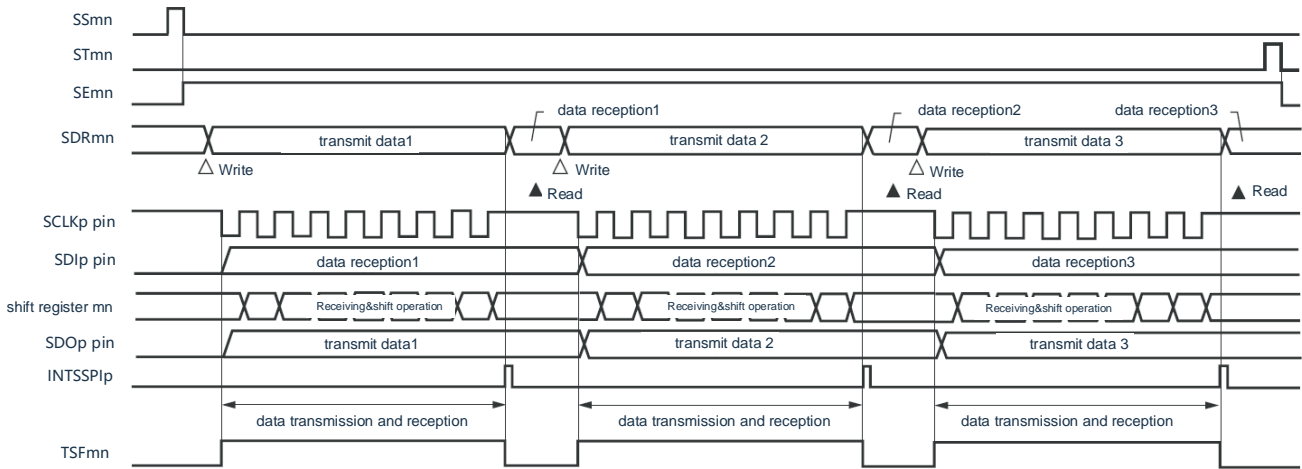 SSmn
STmn
SEmn
data reception1
data reception2
data reception3
SDRmn
transmit data1
transmit data 2
transmit data 3
Write
Write
Write
Read
Read
Read
SCLKp pin
SDIp pin
data reception1
data reception2
data reception3
shift register mn
Receiving&shift operation
Receiving&shift operation
Receiving&shift operation
SDOp pin
transmit data1
transmit data 2
transmit data 3
INTSSPIp
data transmission and reception
data transmission and reception
data transmission and reception
TSFmn